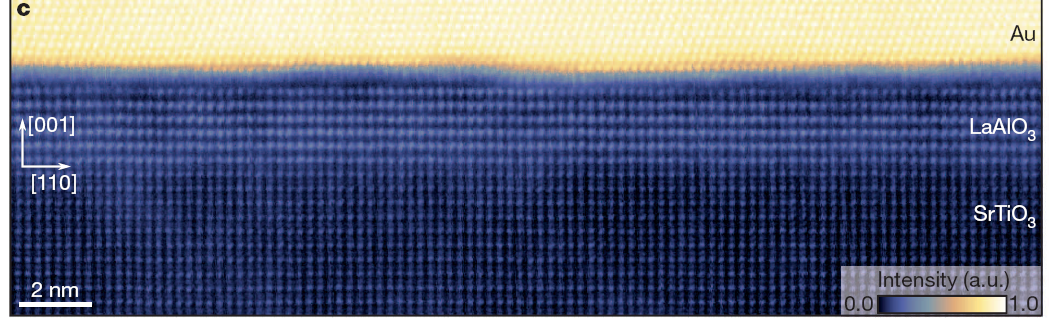 c
Au
[001]
LaAlO3
[110]
SrTiO3
2 nm
Intensity (a.u.)
0.0 1.0